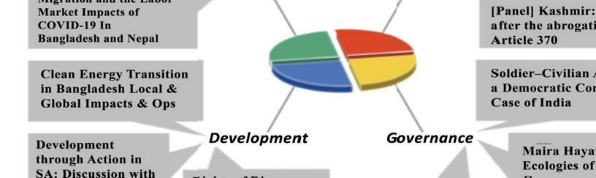 Migration and the Labor
Market Impacts of
COVID-19 In
Bangladesh and Nepal
[Panel] Kashmir:
after the abrogati
Article 370
Clean Energy Transition
in Bangladesh Local &
Global Impacts & Ops
Soldier–Civilian
a Democratic Con
Case of India
Development
Governance
Development
through Action in
SA: Discussion with
Maira Haya
Ecologies of